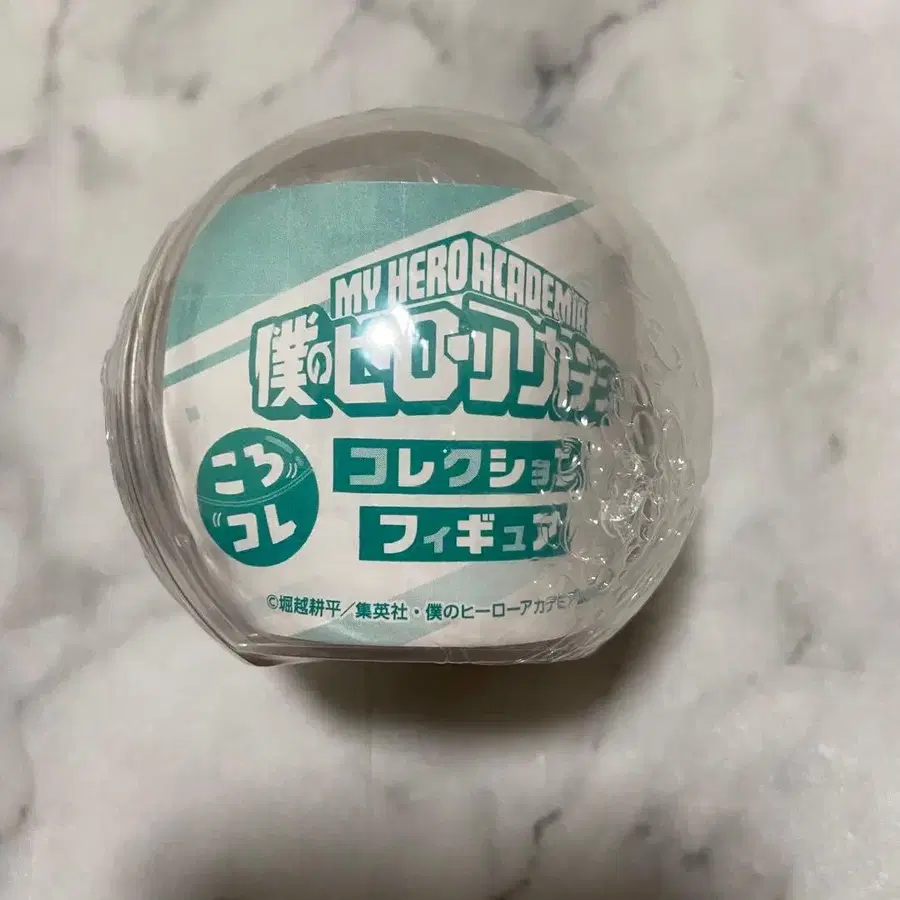 MY HERO ACADEMIA
僕のヒーローアカデミ
ころ
コレ
コレクション
フィギュア
©堀越耕平／集英社・僕のヒーローアカデミア